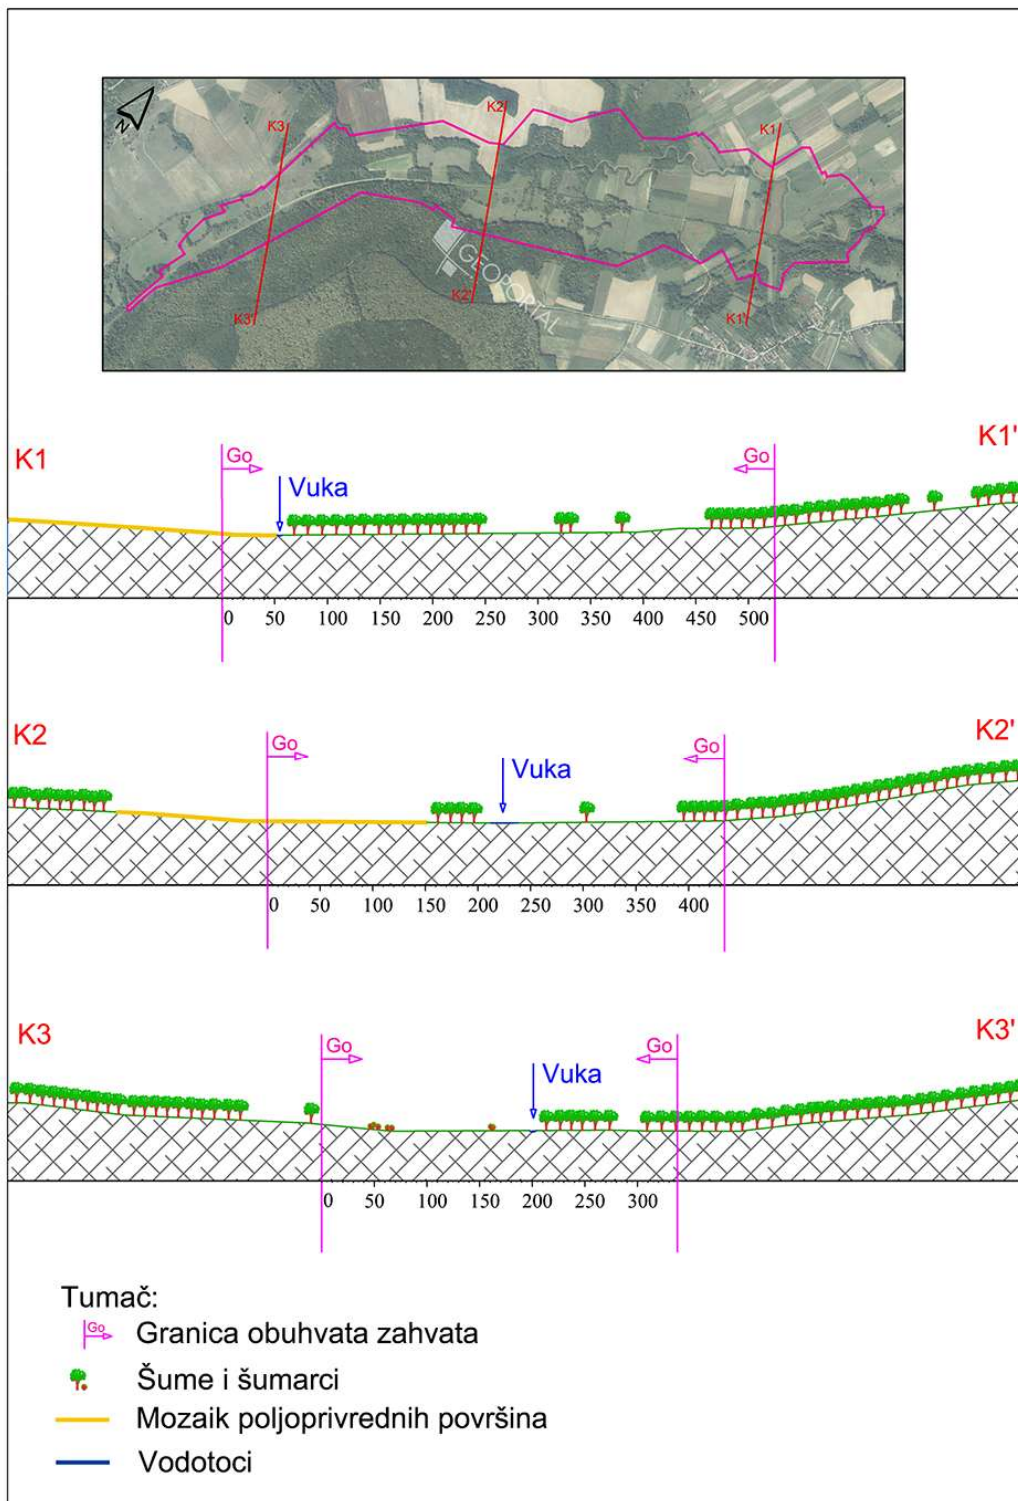 N
K3
K2
K1
GEOPORTAL
K3'
K2'
K1'
K1
K1'
Go
Go
Vuka
0 50 100 150 200 250 300 350 400 450 500
K2
K2'
Go
Go
Vuka
0 50 100 150 200 250 300 350 400
K3
K3'
Go
Go
Vuka
0 50 100 150 200 250 300
Tumač:
Go Granica obuhvata zahvata
Šume i šumarci
Mozaik poljoprivrednih površina
Vodotoci